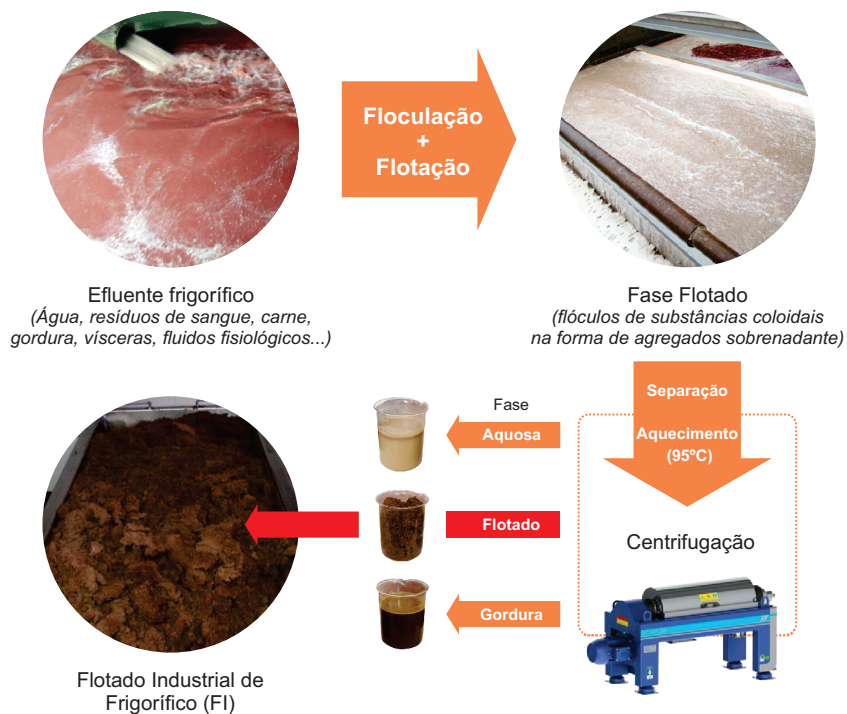 Floculação
+
Flotação
Efluente frigorífico
(Água, resíduos de sangue, carne,
gordura, vísceras, fluidos fisiológicos...)
Fase Flotado
(flóculos de substâncias coloidais
na forma de agregados sobrenadante)
Separação
Aquecimento
(95ºC)
Centrifugação
Fase
Aquosa
Flotado
Gordura
Flotado Industrial de
Frigorífico (FI)